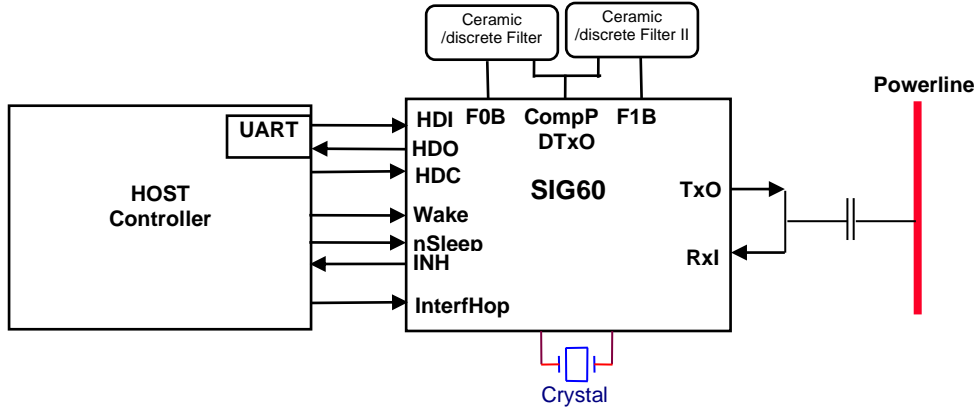 Ceramic
/discrete Filter
Ceramic
/discrete Filter II
Powerline
UART
HOST
Controller
HDI
HDO
HDC
Wake
nSleep
INH
InterfHop
F0B
CompP
F1B
DTxO
SIG60
TxO
RxI
Crystal